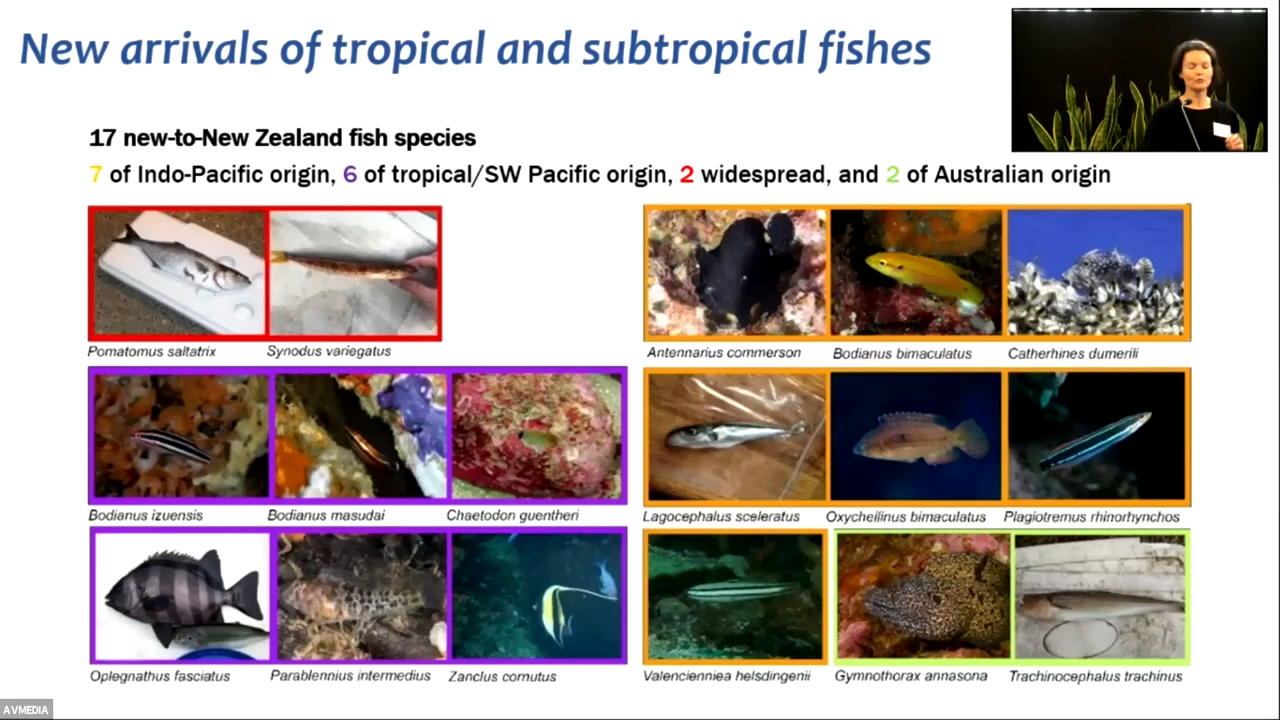 New arrivals of tropical and subtropical fishes
17 new-to-New Zealand fish species
7 of Indo-Pacific origin, 6 of tropical/SW Pacific origin, 2 widespread, and 2 of Australian origin
Pomatomus saltatrix
Synodus variegatus
Antennarius commerson
Bodianus bimaculatus
Catherhines dumerili
Bodianus izuensis
Bodianus masudai
Chaetodon guentheri
Lagocephalus sceleratus
Oxycheilinus bimaculatus
Plagiotremus rhinorhynchos
Oplegnathus fasciatus
Parablennius intermedius
Zanclus cornutus
Valencienniea helsdingenii
Gymnothorax annasona
Trachinocephalus trachinus
AVMEDIA